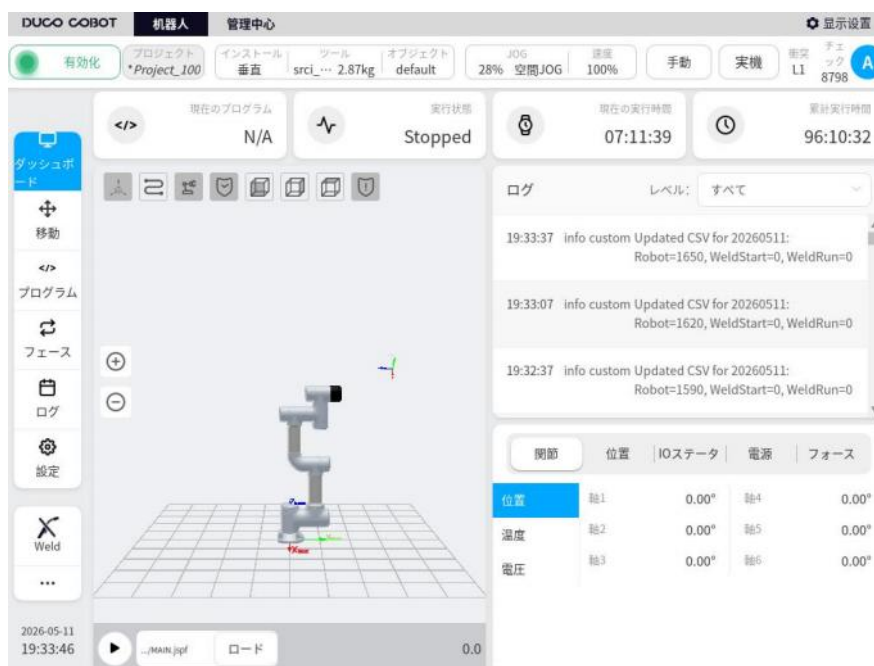 DUCO COBOT 机器人 管理中心 显示设置
有効化
プロジェクト
*Project_100
インストール ツール オブジェクト
垂直 srci_··· 2.87kg default
JOG 速度
28% 空間JOG 100%
手動
実機
衝突 チェック
L1 8798
A
現在のプログラム
N/A
実行状態
Stopped
現在の実行時間
07:11:39
累計実行時間
96:10:32
ダッシュボ
ード
移動
</>
プログラム
フェース
ログ
設定
Weld
...
2026-05-11
19:33:46
ログ レベル: すべて
19:33:37 info custom Updated CSV for 20260511:
Robot=1650, WeldStart=0, WeldRun=0
19:33:07 info custom Updated CSV for 20260511:
Robot=1620, WeldStart=0, WeldRun=0
19:32:37 info custom Updated CSV for 20260511:
Robot=1590, WeldStart=0, WeldRun=0
関節 位置 IOステータ 電源 フォース
位置
温度
電圧
軸1 0.00° 軸4 0.00°
軸2 0.00° 軸5 0.00°
軸3 0.00° 軸6 0.00°
.../MAIN.jspf ロード 0.0